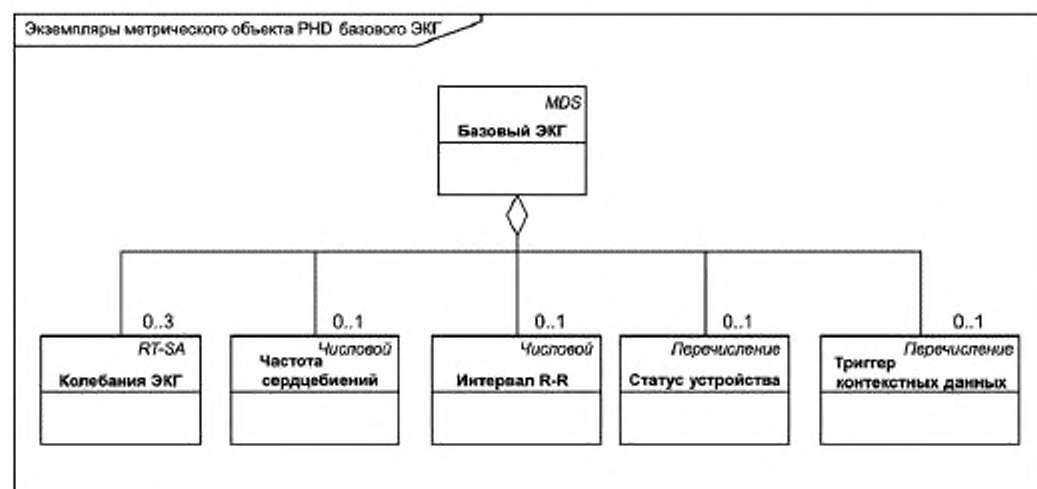 Экземпляры метрического объекта PHD базового ЭКГ
MDS
Базовый ЭКГ
0..3
0..1
0..1
0..1
0..1
RT-SA
Колебания ЭКГ
Числовой
Частота
сердцебиений
Числовой
Интервал R-R
Перечисление
Статус устройства
Перечисление
Триггер
контекстных данных